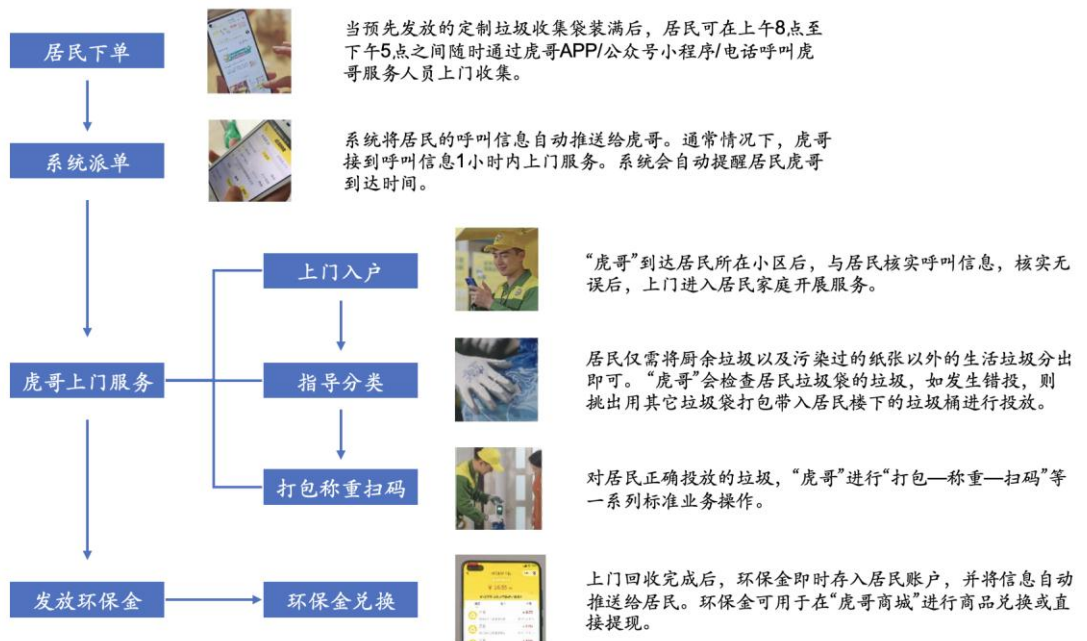 居民下单
当预先发放的定制垃圾收集袋装满后，居民可在上午8点至
下午5点之间随时通过虎哥APP/公众号小程序/电话呼叫虎
哥服务人员上门收集。
系统派单
系统将居民的呼叫信息自动推送给虎哥。通常情况下，虎哥
接到呼叫信息1小时内上门服务。系统会自动提醒居民虎哥
到达时间。
虎哥上门服务
上门入户
“虎哥”到达居民所在小区后，与居民核实呼叫信息，核实无
误后，上门进入居民家庭开展服务。
指导分类
居民仅需将厨余垃圾以及污染过的纸张以外的生活垃圾分出
即可。“虎哥”会检查居民垃圾袋的垃圾，如发生错投，则
挑出用其它垃圾袋打包带入居民楼下的垃圾桶进行投放。
打包称重扫码
对居民正确投放的垃圾，“虎哥”进行“打包—称重—扫码”等
一系列标准业务操作。
发放环保金
环保金兑换
上门回收完成后，环保金即时存入居民账户，并将信息自动
推送给居民。环保金可用于在“虎哥商城”进行商品兑换或直
接提现。